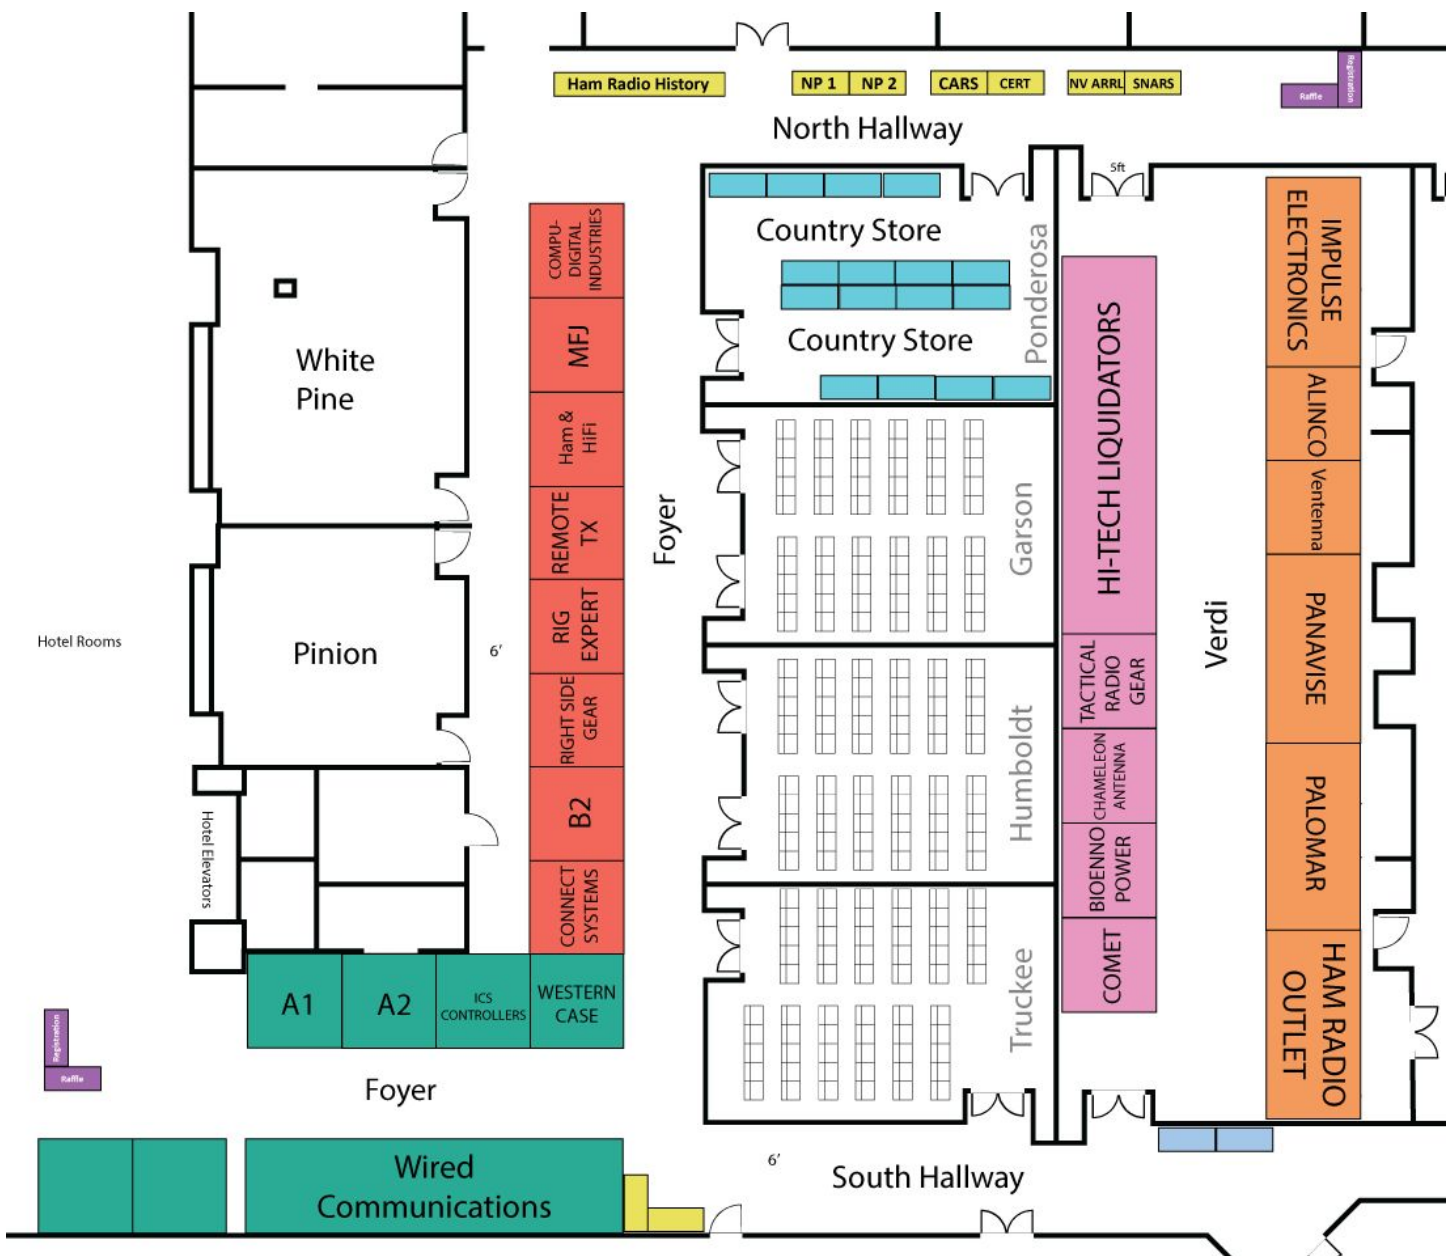 Ham Radio History
NP 1
NP 2
CARS
CERT
NV ARRL
SNARS
Raffle
Registration
North Hallway
5ft
COMPU-
DIGITAL
INDUSTRIES
MFJ
Ham &
HiFi
REMOTE
TX
RIG
EXPERT
RIGHT SIDE
GEAR
B2
CONNECT
SYSTEMS
White
Pine
Pinion
Hotel Rooms
6'
Hotel Elevators
Foyer
Country Store
Country Store
Ponderosa
Garson
Humboldt
Truckee
HI-TECH LIQUIDATORS
TACTICAL
RADIO
GEAR
CHAMELEON
ANTENNA
BIOENNO
POWER
COMET
Verdi
IMPULSE
ELECTRONICS
ALINCO
Ventenna
PANAVISE
PALOMAR
HAM RADIO
OUTLET
A1
A2
ICS
CONTROLLERS
WESTERN
CASE
Registration
Raffle
Foyer
Wired
Communications
6'
South Hallway